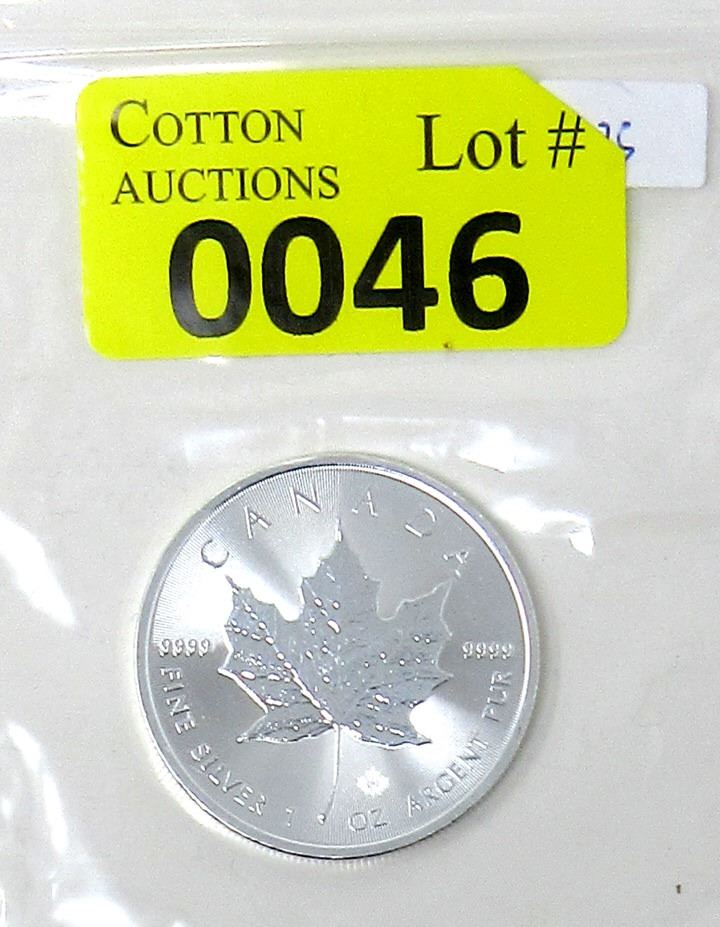 COTTON Lot #
AUCTIONS
0046
CANADA
9999 9999
FINE SILVER 1 OZ ARGENT PUR